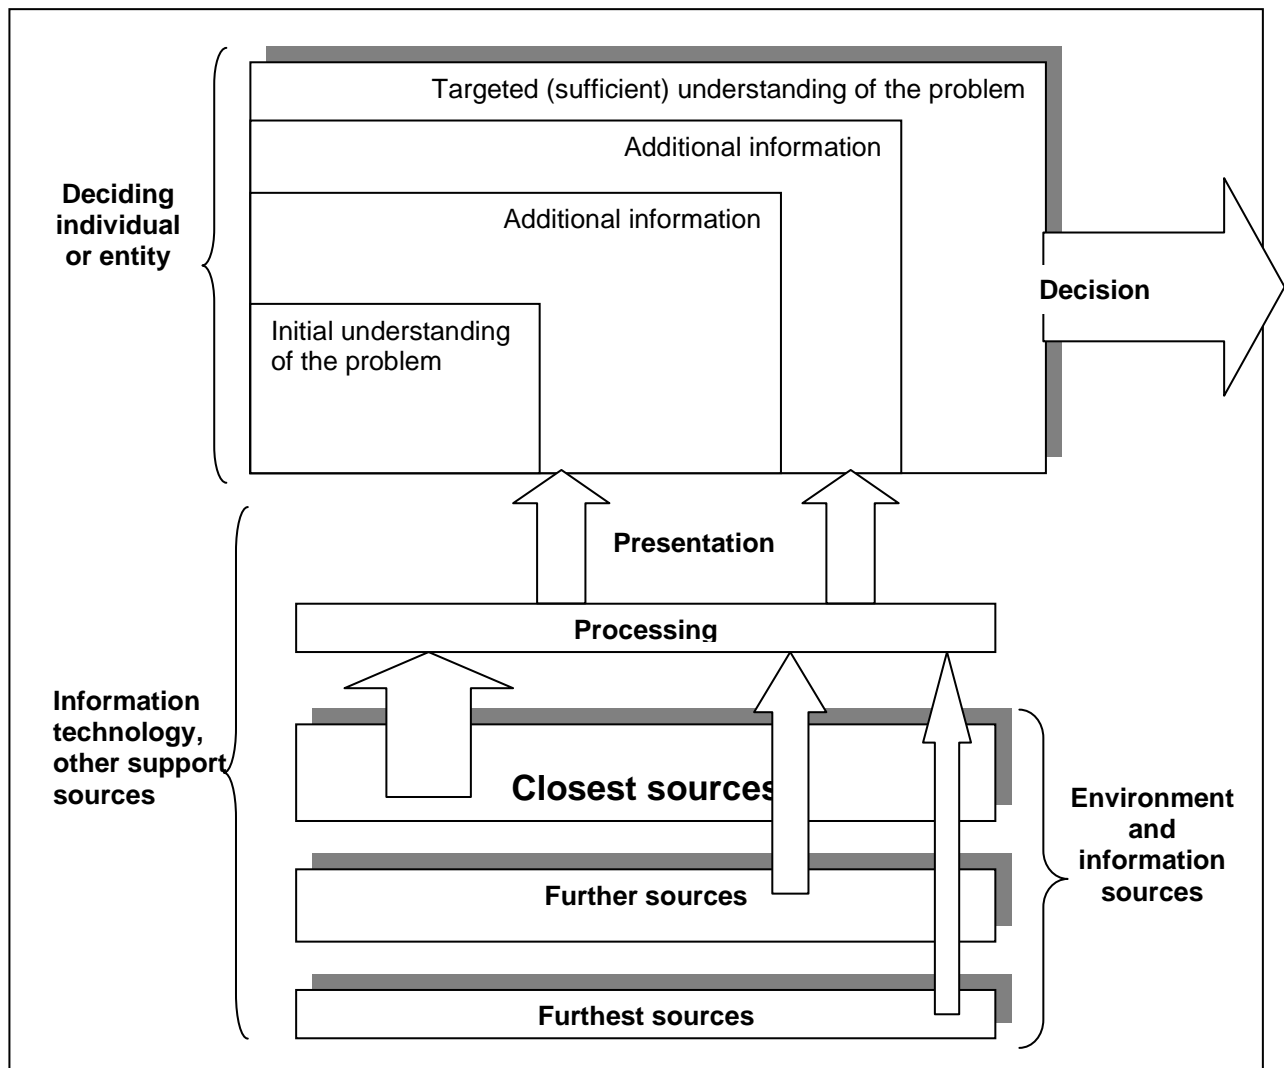 Targeted (sufficient) understanding of the problem
Additional information
Additional information
Initial understanding
of the problem
Deciding
individual
or entity
Decision
Presentation
Processing
Information
technology,
other support
sources
Closest sources
Further sources
Furthest sources
Environment
and
information
sources